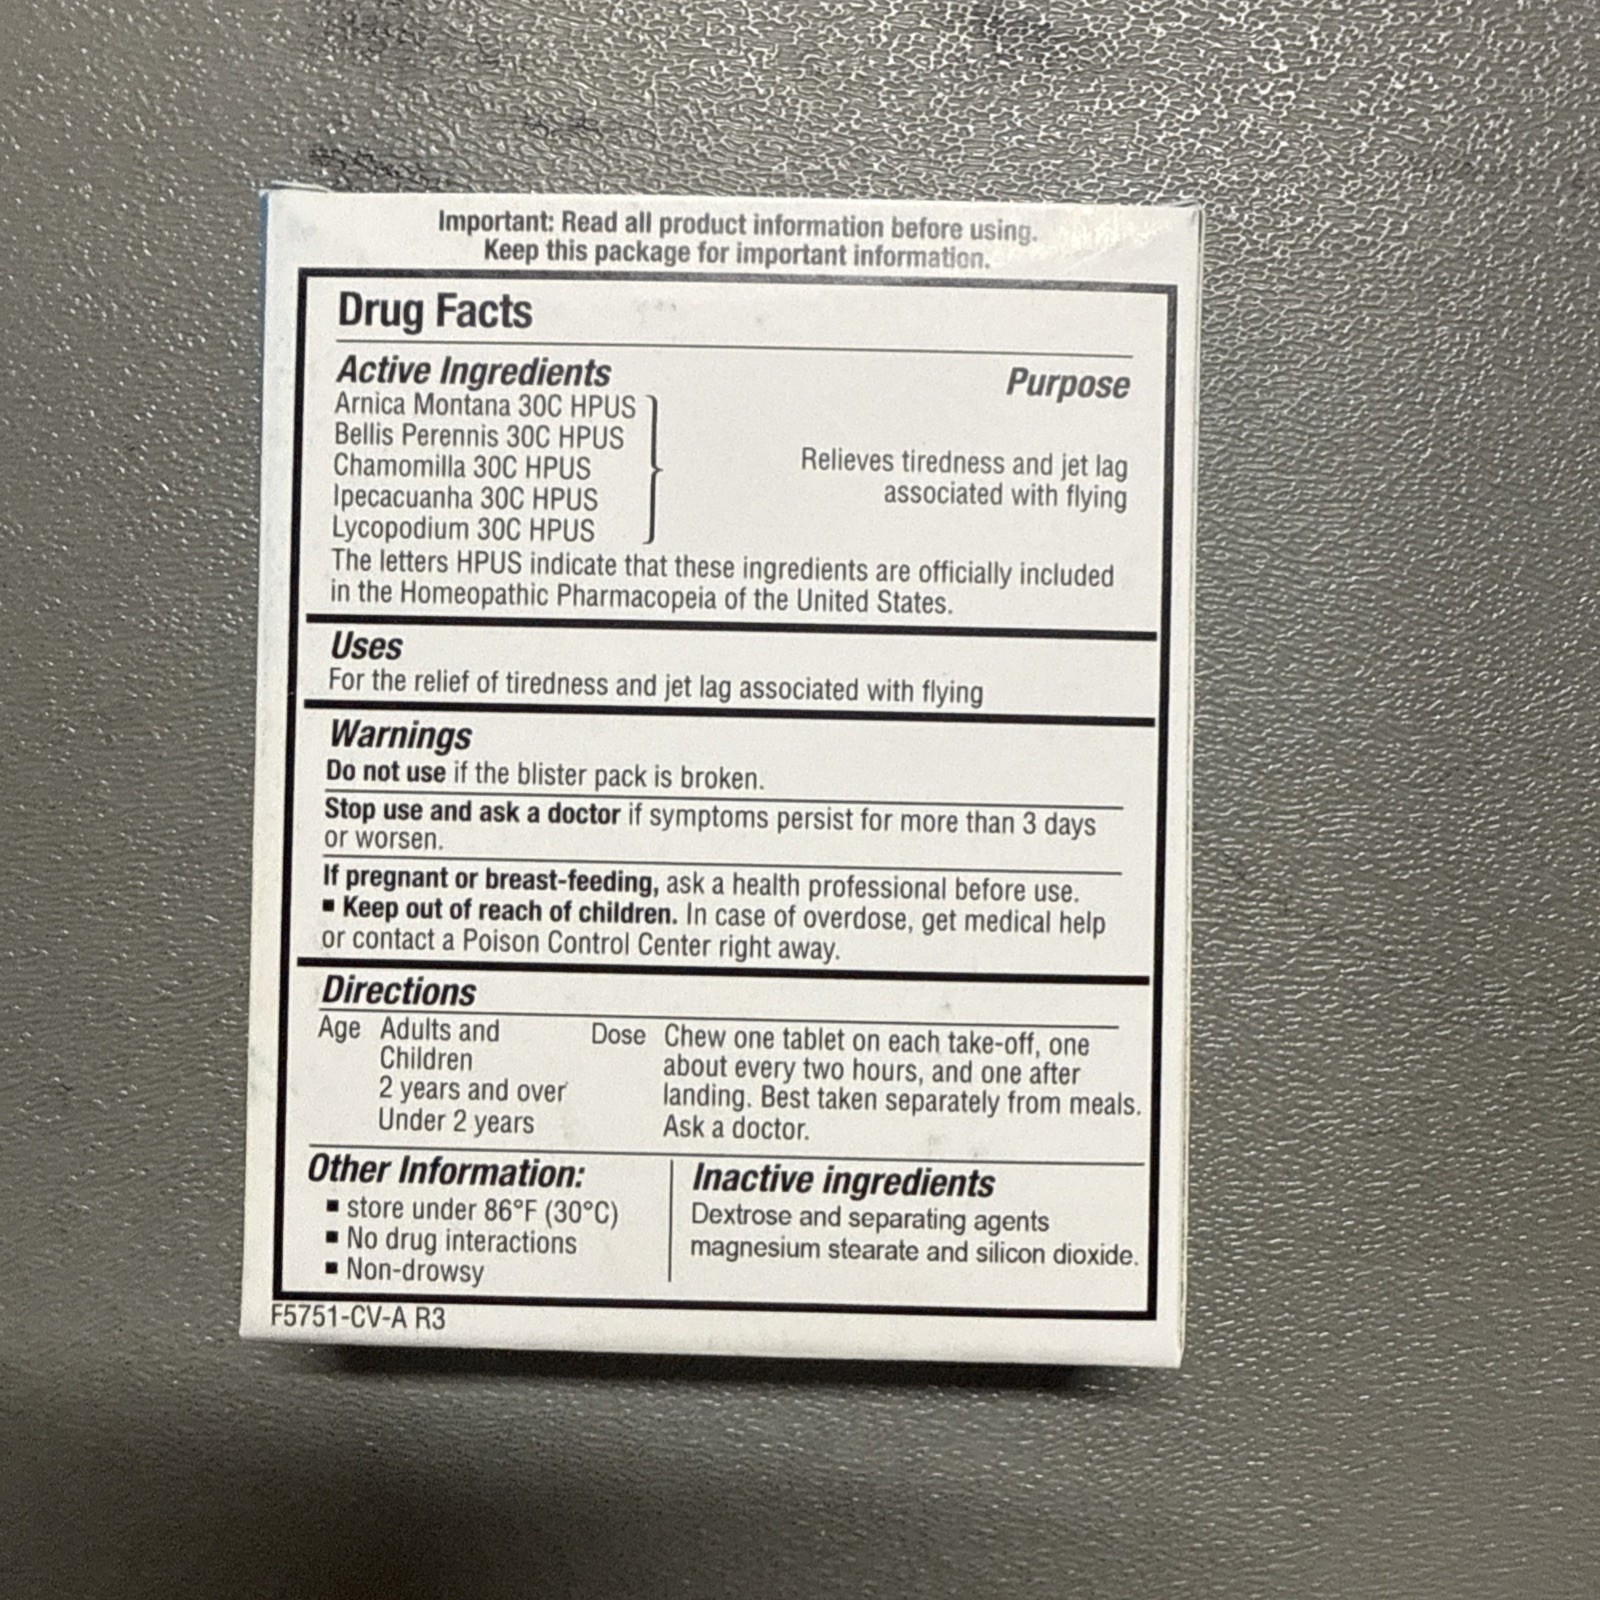 Important: Read all product information before using.
Keep this package for important information.
Drug Facts
Active Ingredients
Purpose
Arnica Montana 30C HPUS
Bellis Perennis 30C HPUS
Chamomilla 30C HPUS
Ipecacuanha 30C HPUS
Lycopodium 30C HPUS
Relieves tiredness and jet lag
associated with flying
The letters HPUS indicate that these ingredients are officially included
in the Homeopathic Pharmacopeia of the United States.
Uses
For the relief of tiredness and jet lag associated with flying
Warnings
Do not use if the blister pack is broken.
Stop use and ask a doctor if symptoms persist for more than 3 days
or worsen.
If pregnant or breast-feeding, ask a health professional before use.
▪ Keep out of reach of children. In case of overdose, get medical help
or contact a Poison Control Center right away.
Directions
Age Adults and
Children
2 years and over
Under 2 years
Dose Chew one tablet on each take-off, one
about every two hours, and one after
landing. Best taken separately from meals.
Ask a doctor.
Other Information:
▪ store under 86°F (30°C)
▪ No drug interactions
▪ Non-drowsy
Inactive ingredients
Dextrose and separating agents
magnesium stearate and silicon dioxide.
F5751-CV-A R3